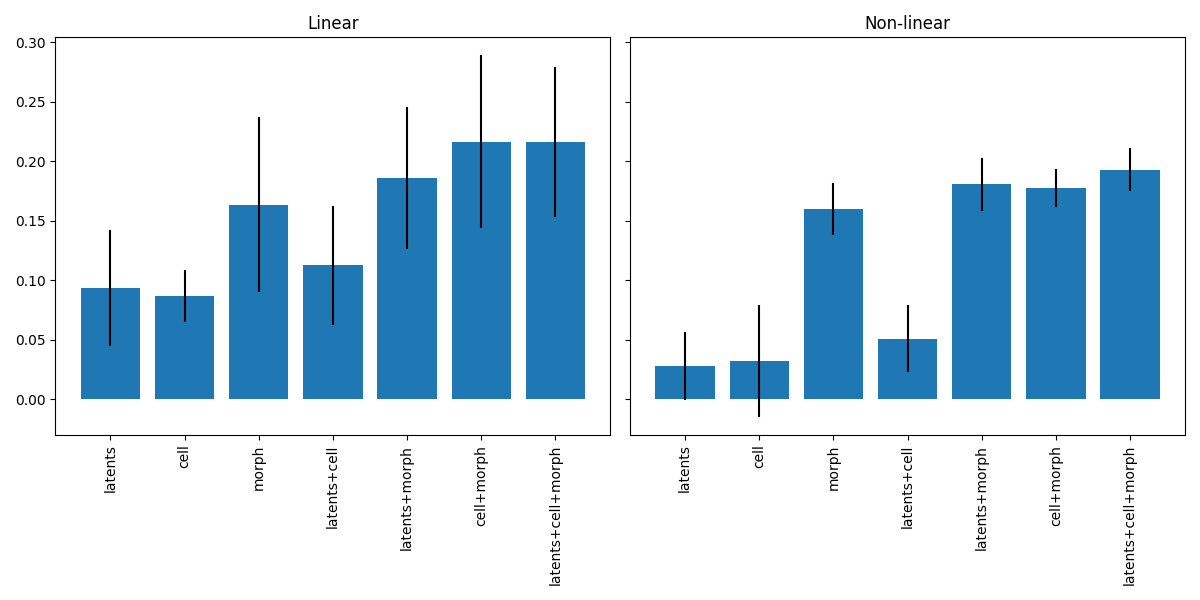 Linear
Non-linear
0.30
0.25
0.20
0.15
0.10
0.05
0.00
latents
cell
morph
latents+cell
latents+morph
cell+morph
latents+cell+morph
latents
cell
morph
latents+cell
latents+morph
cell+morph
latents+cell+morph